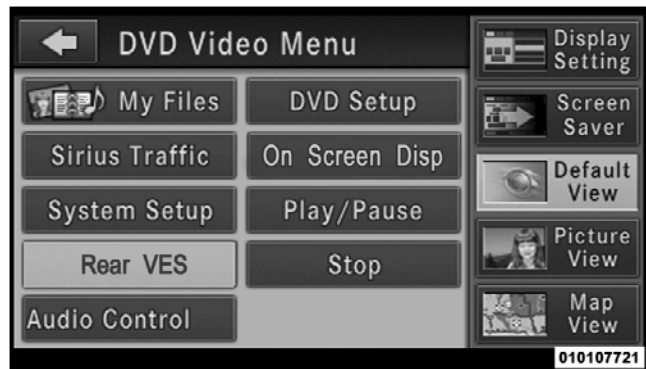 DVD Video Menu
My Files
DVD Setup
Sirius Traffic
On Screen Disp
System Setup
Play/Pause
Rear VES
Stop
Audio Control
Display
Setting
Screen
Saver
Default
View
Picture
View
Map
View
010107721